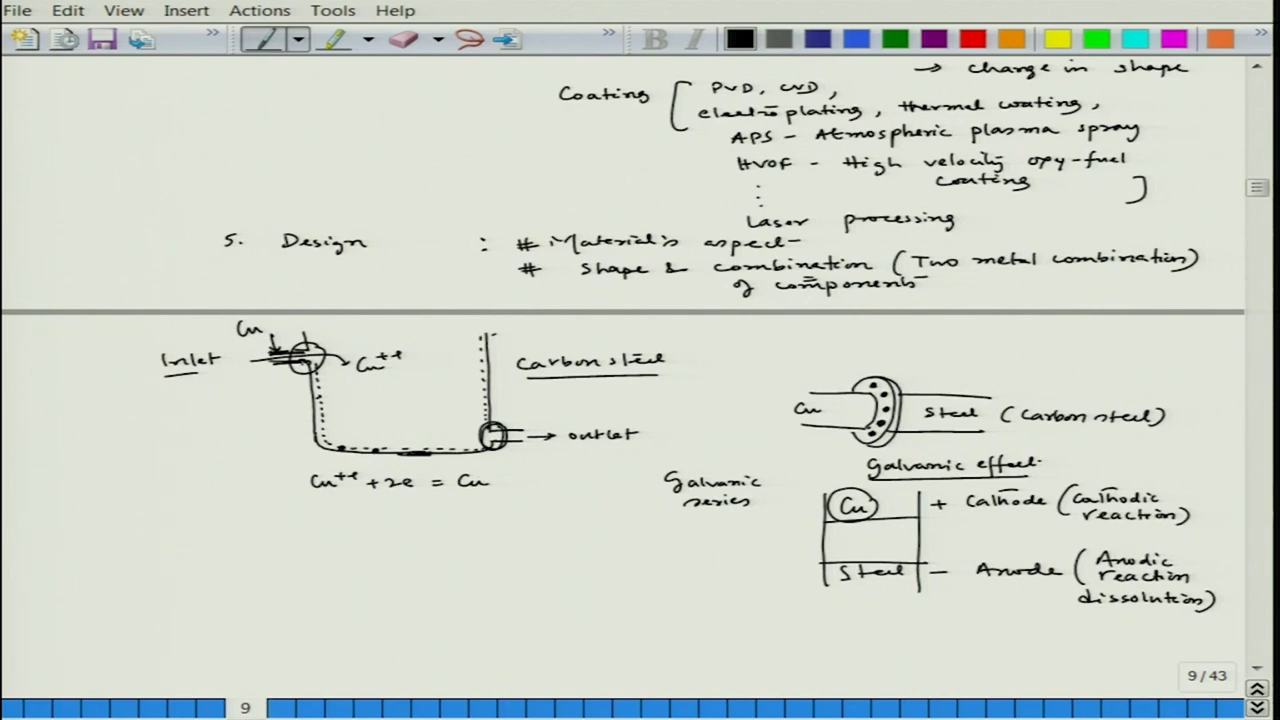 File Edit View Insert Actions Tools Help
B I
→ change in shape
Coating [ PVD, CVD,
electroplating, thermal coating,
APS - Atmospheric plasma spray
HVOF - High velocity oxy-fuel
coating ]
Laser processing
5. Design : # Material's aspect
# Shape & combination (Two metal combination)
of components
Cu
Inlet
Cu++
Carbon steel
→ outlet
Cu++ + 2e = Cu
Cu
Steel (Carbon steel)
Galvanic effect
Galvanic
series
Cu + Cathode (Cathodic
reaction)
Steel - Anode (Anodic
reaction
dissolution)
9/43
9